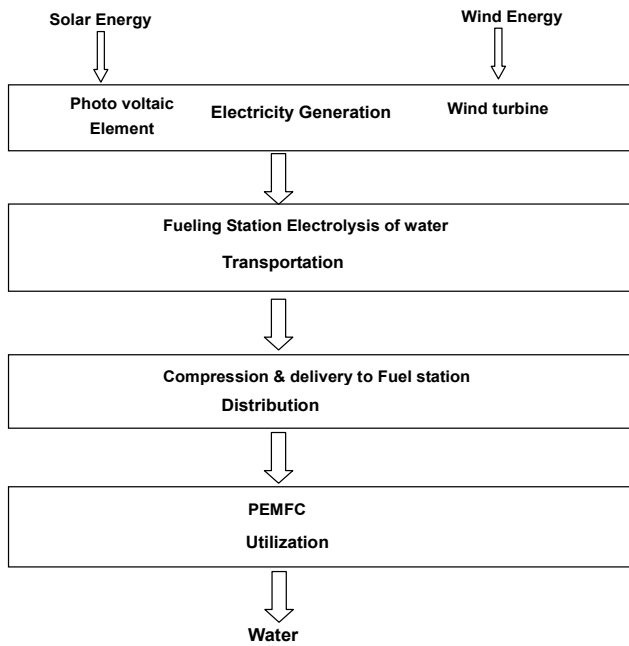 Solar Energy
Wind Energy
Photo voltaic
Element
Electricity Generation
Wind turbine
Fueling Station Electrolysis of water
Transportation
Compression & delivery to Fuel station
Distribution
PEMFC
Utilization
Water